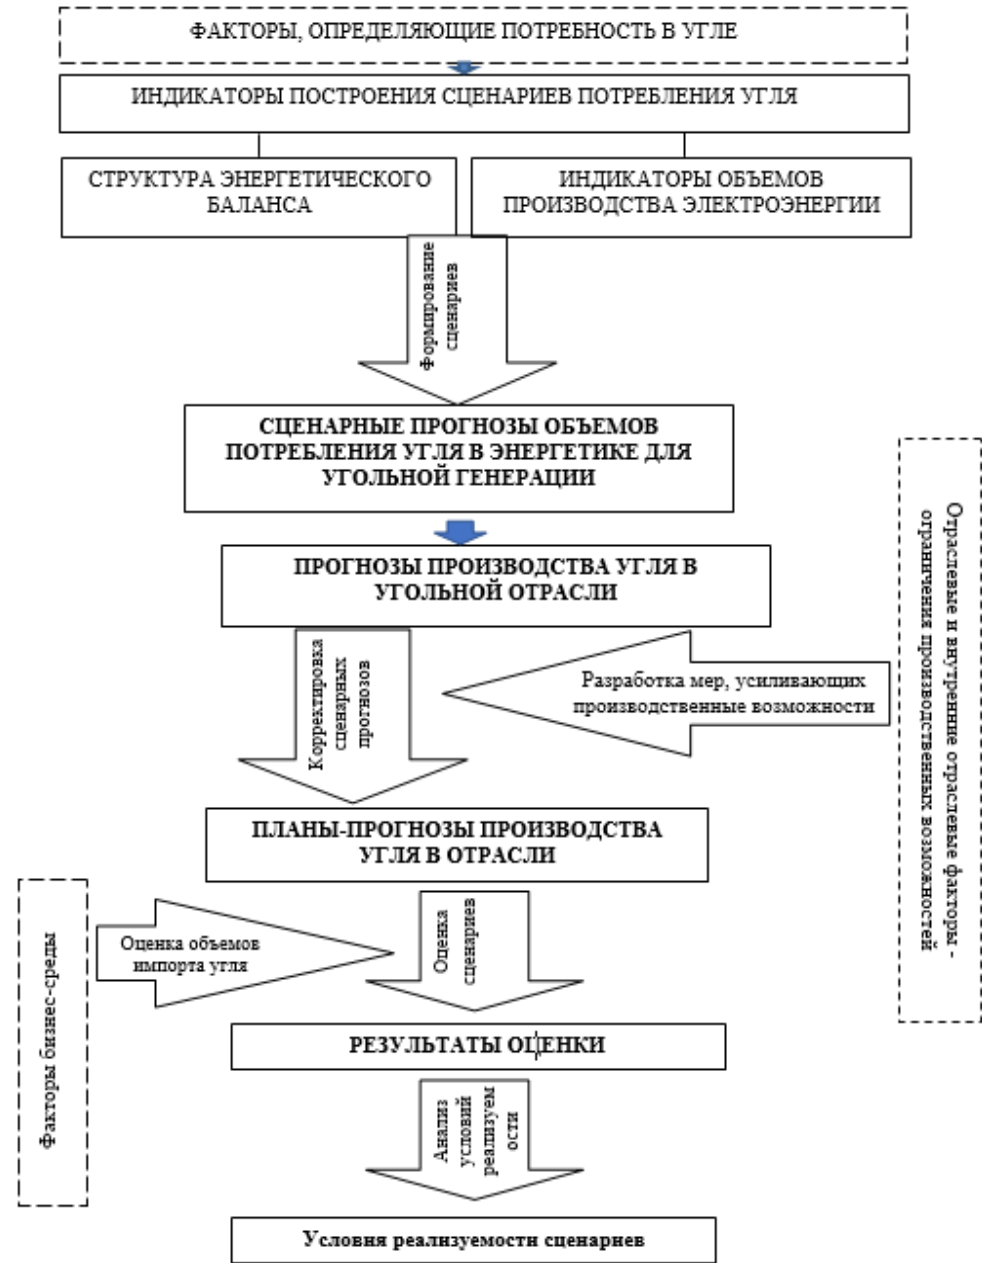 ФАКТОРЫ, ОПРЕДЕЛЯЮЩИЕ ПОТРЕБНОСТЬ В УГЛЕ
ИНДИКАТОРЫ ПОСТРОЕНИЯ СЦЕНАРИЕВ ПОТРЕБЛЕНИЯ УГЛЯ
СТРУКТУРА ЭНЕРГЕТИЧЕСКОГО
БАЛАНСА
ИНДИКАТОРЫ ОБЪЕМОВ
ПРОИЗВОДСТВА ЭЛЕКТРОЭНЕРГИИ
Формирование
сценариев
СЦЕНАРНЫЕ ПРОГНОЗЫ ОБЪЕМОВ
ПОТРЕБЛЕНИЯ УГЛЯ В ЭНЕРГЕТИКЕ ДЛЯ
УГОЛЬНОЙ ГЕНЕРАЦИИ
ПРОГНОЗЫ ПРОИЗВОДСТВА УГЛЯ В
УГОЛЬНОЙ ОТРАСЛИ
Корректировка
сценарных
прогнозов
Разработка мер, усиливающих
производственные возможности
Отраслевые и внутренние отраслевые факторы -
ограничения производственных возможностей
ПЛАНЫ-ПРОГНОЗЫ ПРОИЗВОДСТВА
УГЛЯ В ОТРАСЛИ
Факторы бизнес-среды
Оценка объемов
импорта угля
Оценка
сценариев
РЕЗУЛЬТАТЫ ОЦЕНКИ
Анализ
условий
реализуем
ости
Условия реализуемости сценариев